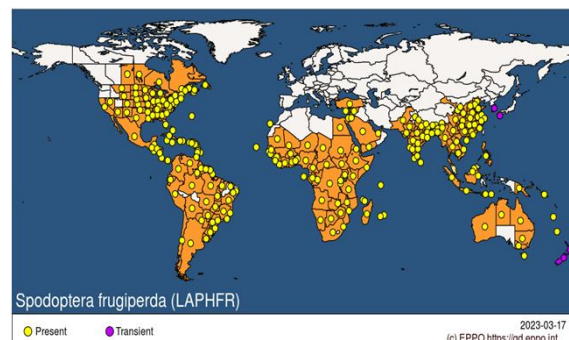 Spodoptera frugiperda (LAPHFR)
Present
Transient
2023-03-17
(c) EPPO https://gd.eppo.int